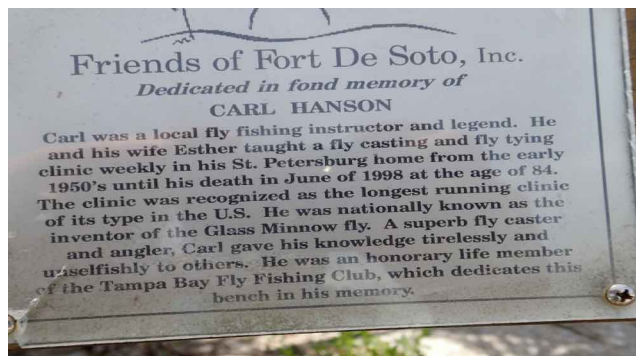 Friends of Fort De Soto, Inc.
Dedicated in fond memory of
CARL HANSON
Carl was a local fly fishing instructor and legend. He
and his wife Esther taught a fly casting and fly tying
clinic weekly in his St. Petersburg home from the early
1950's until his death in June of 1998 at the age of 84.
The clinic was recognized as the longest running clinic
of its type in the U.S. He was nationally known as the
inventor of the Glass Minnow fly. A superb fly caster
and angler, Carl gave his knowledge tirelessly and
unselfishly to others. He was an honorary life member
of the Tampa Bay Fly Fishing Club, which dedicates this
bench in his memory.